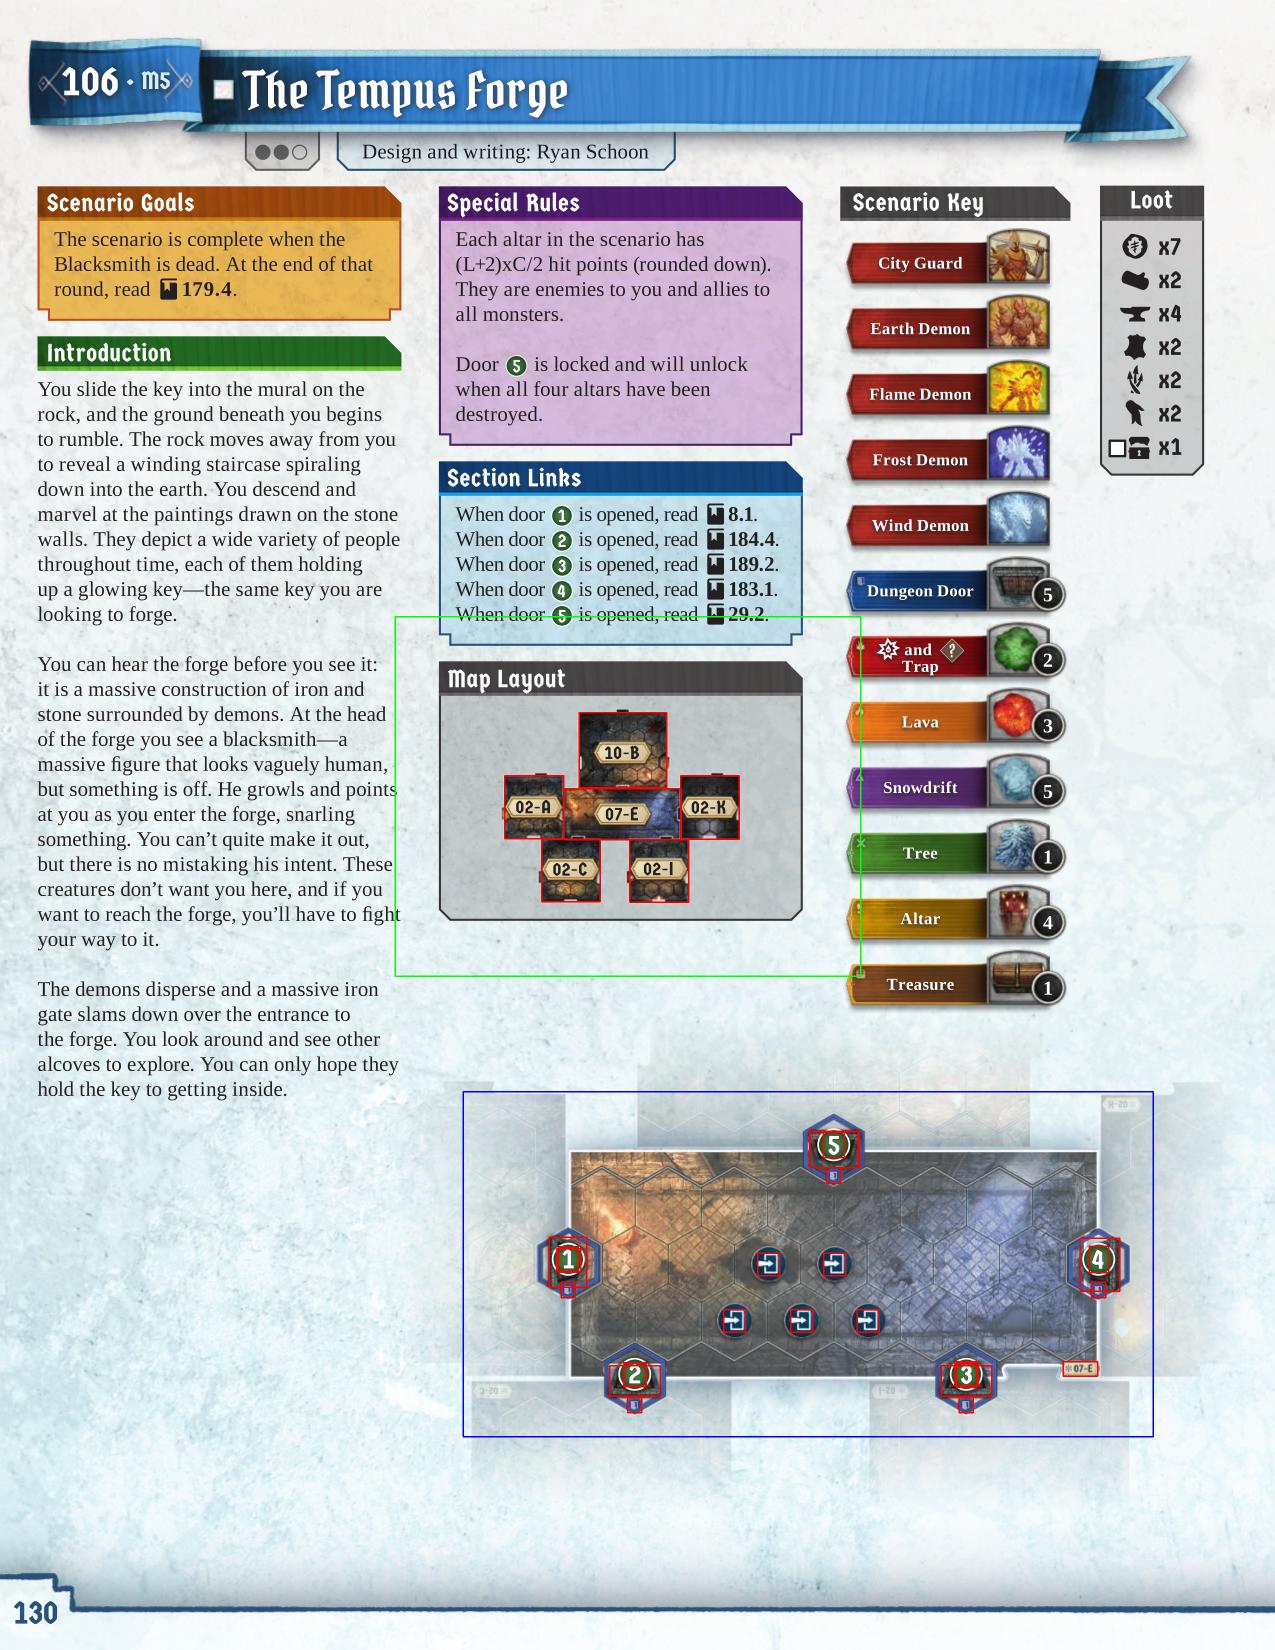 106 · M5
The Tempus Forge
Design and writing: Ryan Schoon
Scenario Goals
The scenario is complete when the
Blacksmith is dead. At the end of that
round, read 179.4.
Introduction
You slide the key into the mural on the
rock, and the ground beneath you begins
to rumble. The rock moves away from you
to reveal a winding staircase spiraling
down into the earth. You descend and
marvel at the paintings drawn on the stone
walls. They depict a wide variety of people
throughout time, each of them holding
up a glowing key—the same key you are
looking to forge.
You can hear the forge before you see it:
it is a massive construction of iron and
stone surrounded by demons. At the head
of the forge you see a blacksmith—a
massive figure that looks vaguely human,
but something is off. He growls and points
at you as you enter the forge, snarling
something. You can’t quite make it out,
but there is no mistaking his intent. These
creatures don’t want you here, and if you
want to reach the forge, you’ll have to fight
your way to it.
The demons disperse and a massive iron
gate slams down over the entrance to
the forge. You look around and see other
alcoves to explore. You can only hope they
hold the key to getting inside.
Special Rules
Each altar in the scenario has
(L+2)xC/2 hit points (rounded down).
They are enemies to you and allies to
all monsters.
Door 5 is locked and will unlock
when all four altars have been
destroyed.
Section Links
When door 1 is opened, read 8.1.
When door 2 is opened, read 184.4.
When door 3 is opened, read 189.2.
When door 4 is opened, read 183.1.
When door 5 is opened, read 29.2.
Map Layout
10-B
02-A 07-E 02-K
02-C 02-I
Scenario Key
City Guard
Earth Demon
Flame Demon
Frost Demon
Wind Demon
Dungeon Door 5
and ?
Trap 2
Lava 3
Snowdrift 5
Tree 1
Altar 4
Treasure 1
Loot
x7
x2
x4
x2
x2
x2
x1
02-K
5
1
4
2
3
07-E
02-C
02-I
130